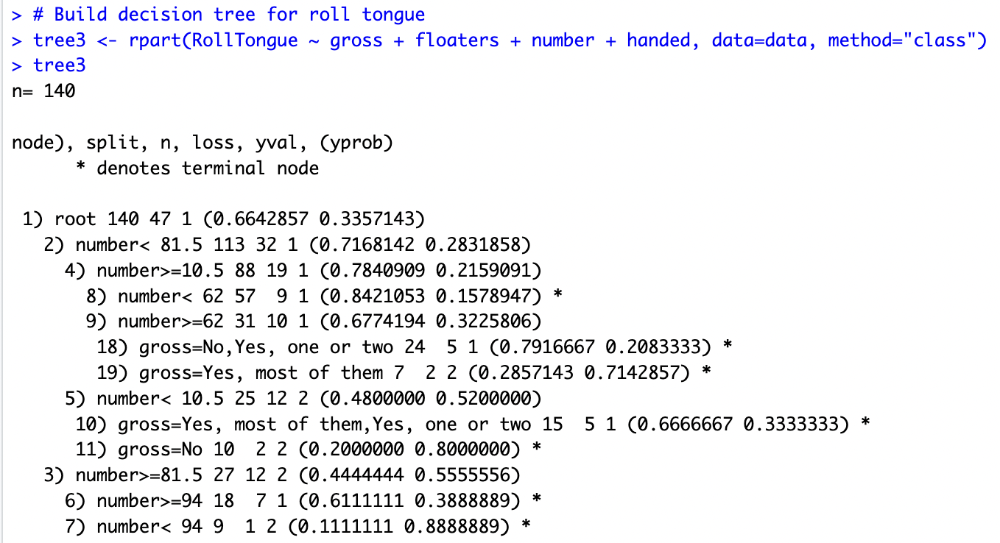 > # Build decision tree for roll tongue
> tree3 <- rpart(RollTongue ~ gross + floaters + number + handed, data=data, method="class")
> tree3
n= 140

node), split, n, loss, yval, (yprob)
      * denotes terminal node

 1) root 140 47 1 (0.6642857 0.3357143)
   2) number< 81.5 113 32 1 (0.7168142 0.2831858)
     4) number>=10.5 88 19 1 (0.7840909 0.2159091)
       8) number< 62 57  9 1 (0.8421053 0.1578947) *
       9) number>=62 31 10 1 (0.6774194 0.3225806)
        18) gross=No,Yes, one or two 24  5 1 (0.7916667 0.2083333) *
        19) gross=Yes, most of them 7  2 2 (0.2857143 0.7142857) *
     5) number< 10.5 25 12 2 (0.4800000 0.5200000)
      10) gross=Yes, most of them,Yes, one or two 15  5 1 (0.6666667 0.3333333) *
      11) gross=No 10  2 2 (0.2000000 0.8000000) *
   3) number>=81.5 27 12 2 (0.4444444 0.5555556)
     6) number>=94 18  7 1 (0.6111111 0.3888889) *
     7) number< 94 9  1 2 (0.1111111 0.8888889) *